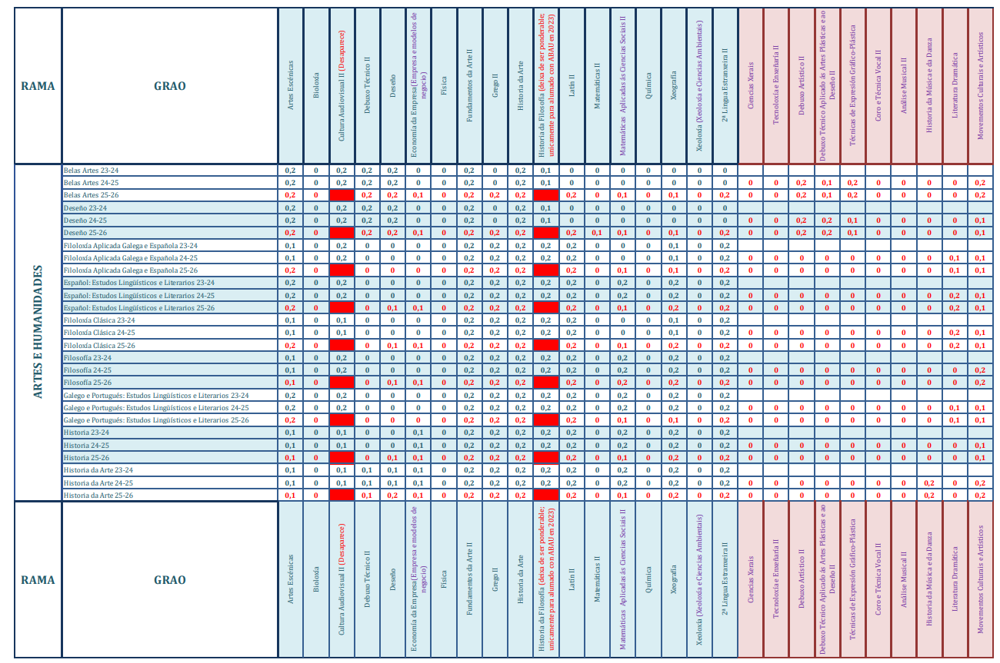 RAMA
GRAO
Artes Escénicas
Bioloxía
Cultura Audiovisual II (Desaparece)
Debuxo Técnico II
Deseño
Economía da Empresa(Empresa e modelos de
negocio)
Física
Fundamentos da Arte II
Grego II
Historia da Arte
Historia da Filosofía (deixa de ser ponderable;
unicamente para alumado con ABAU en 2023)
Latín II
Matemáticas II
Matemáticas Aplicadas ás Ciencias Sociais II
Química
Xeografía
Xeoloxía (Xeoloxía e Ciencias Ambientais)
2ª Lingua Estranxeira II
Ciencias Xerais
Tecnoloxía e Enxeñaría II
Debuxo Artístico II
Debuxo Técnico Aplicado ás Artes Plásticas e ao
Deseño II
Técnicas de Expresión Gráfico-Plástica
Coro e Técnica Vocal II
Análise Musical II
Historia da Música e da Danza
Literatura Dramática
Movementos Culturais e Artísticos
ARTES E HUMANIDADES
Belas Artes 23-24 0,2 0 0,2 0,2 0,2 0 0 0,2 0 0,2 0,1 0 0 0 0 0 0 0
Belas Artes 24-25 0,2 0 0,2 0,2 0,2 0 0 0,2 0 0,2 0,1 0 0 0 0 0 0 0 0 0 0,2 0,1 0,2 0 0 0 0 0,2
Belas Artes 25-26 0,2 0 0,2 0,2 0,1 0 0,2 0,2 0,2 0,2 0 0,1 0 0,1 0 0,2 0 0 0,2 0,1 0,2 0 0 0 0 0,2
Deseño 23-24 0,2 0 0,2 0,2 0,2 0 0 0,2 0 0,2 0,1 0 0 0 0 0 0 0
Deseño 24-25 0,2 0 0,2 0,2 0,2 0 0 0,2 0 0,2 0,1 0 0 0 0 0 0 0 0 0 0,2 0,2 0,1 0 0 0 0 0,1
Deseño 25-26 0,2 0 0,2 0,2 0,1 0 0,2 0,2 0,2 0,2 0,1 0,1 0 0,1 0 0,2 0 0 0,2 0,2 0,1 0 0 0 0 0,1
Filoloxía Aplicada Galega e Española 23-24 0,1 0 0,2 0 0 0 0 0,2 0,2 0,2 0,2 0,2 0 0 0 0,1 0 0,2
Filoloxía Aplicada Galega e Española 24-25 0,1 0 0,2 0 0 0 0 0,2 0,2 0,2 0,2 0,2 0 0 0 0,1 0 0,2 0 0 0 0 0 0 0 0 0,1 0,1
Filoloxía Aplicada Galega e Española 25-26 0,2 0 0 0 0 0 0,2 0,2 0,2 0,2 0 0,1 0 0,1 0 0,2 0 0 0 0 0 0 0 0 0,1 0,1
Español: Estudos Lingüísticos e Literarios 23-24 0,2 0 0,2 0 0 0 0 0,2 0,2 0,2 0,2 0,2 0 0,2 0 0,2 0 0,2
Español: Estudos Lingüísticos e Literarios 24-25 0,2 0 0,2 0 0 0 0 0,2 0,2 0,2 0,2 0,2 0 0,2 0 0,2 0 0,2 0 0 0 0 0 0 0 0 0,2 0,1
Español: Estudos Lingüísticos e Literarios 25-26 0,2 0 0 0,1 0,1 0 0,2 0,2 0,2 0,2 0 0,1 0 0,2 0 0,2 0 0 0 0 0 0 0 0 0,2 0,1
Filoloxía Clásica 23-24 0,1 0 0,1 0 0 0 0 0,2 0,2 0,2 0,2 0,2 0 0 0 0,1 0 0,2
Filoloxía Clásica 24-25 0,1 0 0,1 0 0 0 0 0,2 0,2 0,2 0,2 0,2 0 0 0 0,1 0 0,2 0 0 0 0 0 0 0 0 0,2 0,1
Filoloxía Clásica 25-26 0,2 0 0 0,1 0,1 0 0,2 0,2 0,2 0,2 0 0,1 0 0,2 0 0,2 0 0 0 0 0 0 0 0 0,2 0,1
Filosofía 23-24 0,1 0 0,2 0 0 0 0 0,2 0,2 0,2 0,2 0,2 0 0,2 0 0,2 0 0,2
Filosofía 24-25 0,1 0 0,2 0 0 0 0 0,2 0,2 0,2 0,2 0,2 0 0,2 0 0,2 0 0,2 0 0 0 0 0 0 0 0 0 0,2
Filosofía 25-26 0,1 0 0 0,1 0,1 0 0,2 0,2 0,2 0,2 0 0,2 0 0,2 0 0,2 0 0 0 0 0 0 0 0 0 0,2
Galego e Portugués: Estudos Lingüísticos e Literarios 23-24 0,2 0 0,2 0 0 0 0 0,2 0,2 0,2 0,2 0,2 0 0,2 0 0,2 0 0,2
Galego e Portugués: Estudos Lingüísticos e Literarios 24-25 0,2 0 0,2 0 0 0 0 0,2 0,2 0,2 0,2 0,2 0 0,2 0 0,2 0 0,2 0 0 0 0 0 0 0 0 0,1 0,1
Galego e Portugués: Estudos Lingüísticos e Literarios 25-26 0,2 0 0 0 0 0 0,2 0,2 0,2 0,2 0 0,1 0 0,1 0 0,2 0 0 0 0 0 0 0 0 0,1 0,1
Historia 23-24 0,1 0 0,1 0 0 0,1 0 0,2 0,2 0,2 0,2 0,2 0 0,2 0 0,2 0 0,2
Historia 24-25 0,1 0 0,1 0 0 0,1 0 0,2 0,2 0,2 0,2 0,2 0 0,2 0 0,2 0 0,2 0 0 0 0 0 0 0 0 0 0,1
Historia 25-26 0,1 0 0 0,1 0,1 0 0,2 0,2 0,2 0,2 0 0,1 0 0,2 0 0,2 0 0 0 0 0 0 0 0 0 0,1
Historia da Arte 23-24 0,1 0 0,1 0,1 0,1 0,1 0 0,2 0,2 0,2 0,2 0,2 0 0,2 0 0,2 0 0,2
Historia da Arte 24-25 0,1 0 0,1 0,1 0,1 0,1 0 0,2 0,2 0,2 0,2 0,2 0 0,2 0 0,2 0 0,2 0 0 0 0 0 0 0 0,2 0 0,2
Historia da Arte 25-26 0,1 0 0,1 0,2 0,1 0 0,2 0,2 0,2 0,2 0 0,1 0 0,2 0 0,2 0 0 0 0 0 0 0 0,2 0 0,2
RAMA
GRAO
Artes Escénicas
Bioloxía
Cultura Audiovisual II (Desaparece)
Debuxo Técnico II
Deseño
Economía da Empresa(Empresa e modelos de
negocio)
Física
Fundamentos da Arte II
Grego II
Historia da Arte
Historia da Filosofía (deixa de ser ponderable;
unicamente para alumado con ABAU en 2023)
Latín II
Matemáticas II
Matemáticas Aplicadas ás Ciencias Sociais II
Química
Xeografía
Xeoloxía (Xeoloxía e Ciencias Ambientais)
2ª Lingua Estranxeira II
Ciencias Xerais
Tecnoloxía e Enxeñaría II
Debuxo Artístico II
Debuxo Técnico Aplicado ás Artes Plásticas e ao
Deseño II
Técnicas de Expresión Gráfico-Plástica
Coro e Técnica Vocal II
Análise Musical II
Historia da Música e da Danza
Literatura Dramática
Movementos Culturais e Artísticos